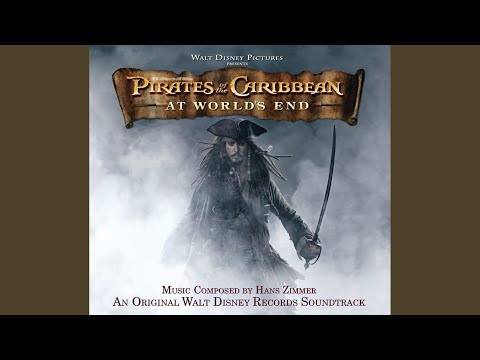 WALT DISNEY PICTURES
PRESENTS
PIRATES of the CARIBBEAN
AT WORLD'S END
MUSIC COMPOSED BY HANS ZIMMER
AN ORIGINAL WALT DISNEY RECORDS SOUNDTRACK